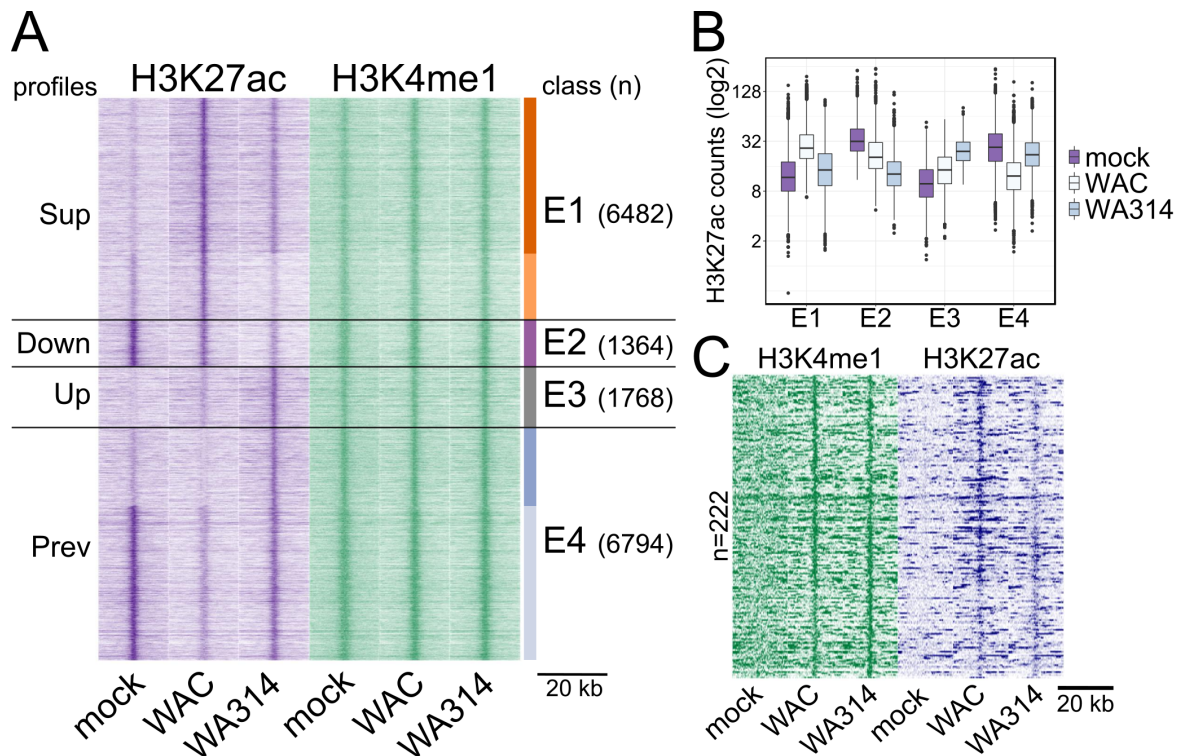 A
profiles
H3K27ac
H3K4me1
class (n)
Sup
E1 (6482)
Down
E2 (1364)
Up
E3 (1768)
Prev
E4 (6794)
mock
WAC
WA314
mock
WAC
WA314
20 kb
B
H3K27ac counts (log2)
128
32
8
2
E1
E2
E3
E4
mock
WAC
WA314
C
H3K4me1
H3K27ac
n=222
mock
WAC
WA314
mock
WAC
WA314
20 kb